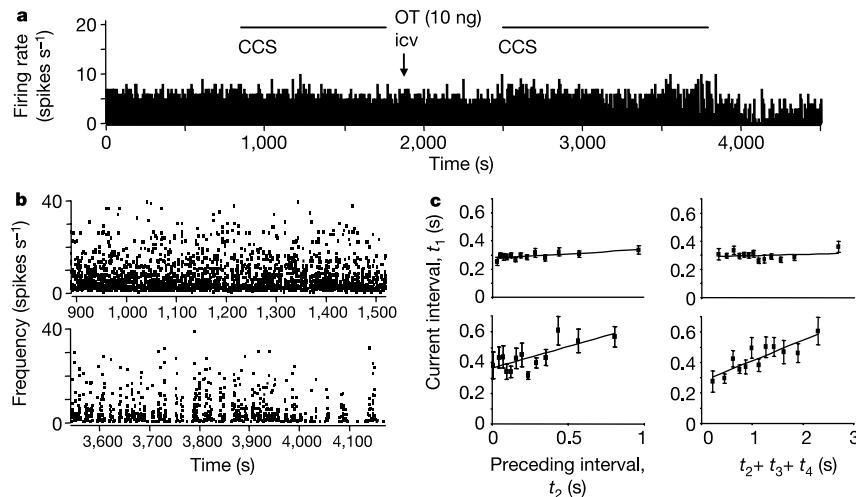 a
OT (10 ng)
icv
CCS
CCS
Firing rate
(spikes s–1)
20
10
0
0
1,000
2,000
3,000
4,000
Time (s)
b
40
0
900 1,000 1,100 1,200 1,300 1,400 1,500
40
0
3,600 3,700 3,800 3,900 4,000 4,100
Frequency (spikes s–1)
Time (s)
c
0.6
0.4
0.2
0
0.6
0.4
0.2
0
0.6
0.4
0.2
0
0.6
0.4
0.2
0
Current interval, t1 (s)
0 0.5 1
0 1 2 3
Preceding interval,
t2 (s)
t2+ t3+ t4 (s)